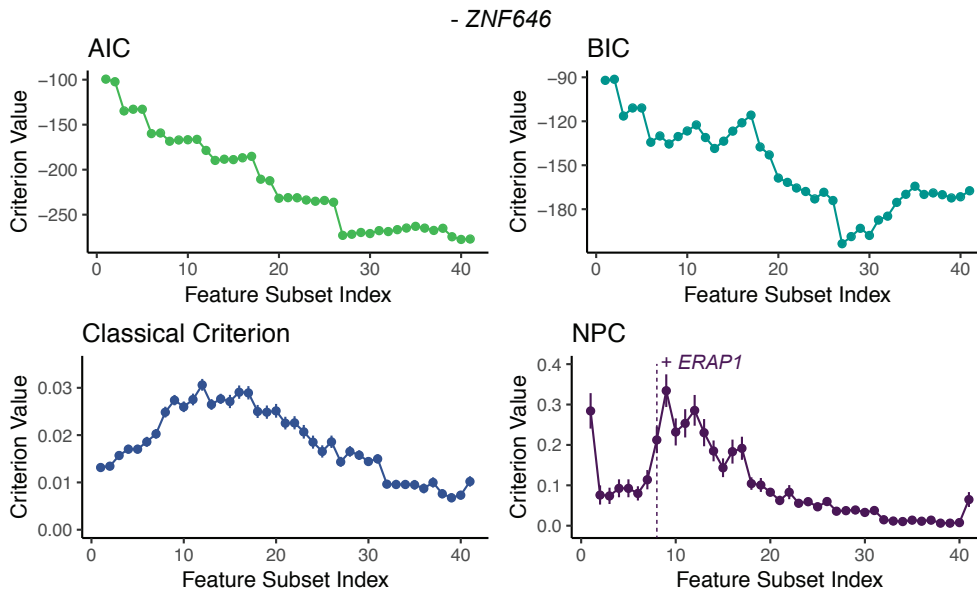 - ZNF646
AIC
Criterion Value
−100
−150
−200
−250
0 10 20 30 40
Feature Subset Index
BIC
Criterion Value
−90
−120
−150
−180
0 10 20 30 40
Feature Subset Index
Classical Criterion
Criterion Value
0.03
0.02
0.01
0.00
0 10 20 30 40
Feature Subset Index
NPC
+ ERAP1
Criterion Value
0.4
0.3
0.2
0.1
0.0
0 10 20 30 40
Feature Subset Index